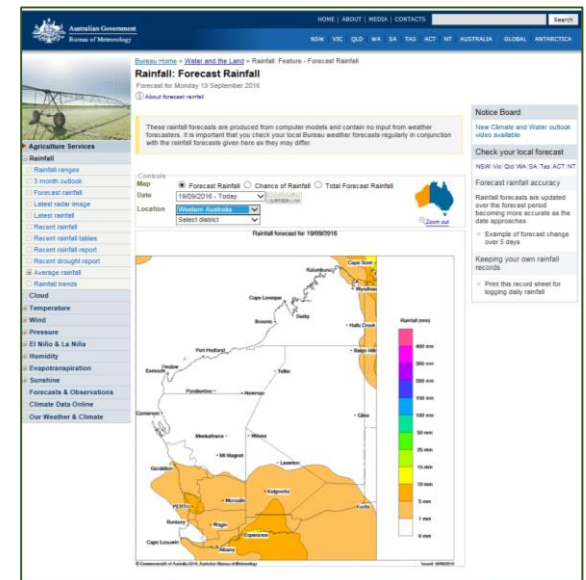 HOME | ABOUT | MEDIA | CONTACTS
Search
Australian Government
Bureau of Meteorology
NSW VIC QLD WA SA TAS ACT NT AUSTRALIA GLOBAL ANTARCTICA
Bureau Home > Water and the Land > Rainfall: Feature - Forecast Rainfall
Rainfall: Forecast Rainfall
Forecast for Monday 19 September 2016
About forecast rainfall
These rainfall forecasts are produced from computer models and contain no input from weather
forecasters. It is important that you check your local Bureau weather forecasts regularly in conjunction
with the rainfall forecasts given here as they may differ.
Agriculture Services
Rainfall
Rainfall ranges
3 month outlook
Forecast rainfall
Latest radar image
Latest rainfall
Recent rainfall
Recent rainfall tables
Recent rainfall report
Recent drought report
Average rainfall
Rainfall trends
Cloud
Temperature
Wind
Pressure
El Niño & La Niña
Humidity
Evapotranspiration
Sunshine
Forecasts & Observations
Climate Data Online
Our Weather & Climate
Controls
Map Forecast Rainfall Chance of Rainfall Total Forecast Rainfall
Date 19/09/2016 - Today
Location Western Australia
Select district
Zoom out
Rainfall forecast for 19/09/2016
Kalumburu
Wyndham
Cape Leveque
Derby
Broome
Halls Creek
Port Hedland
Balgo Hills
Telfer
Exmouth
Newman
Carnarvon
Giles
Meekatharra
Wiluna
Mt Magnet
Laverton
Geraldton
Kalgoorlie
Merredin
Eucla
PERTH
Bunbury
Wagin
Esperance
Cape Leeuwin
Albany
Rainfall (mm)
400 mm
300 mm
200 mm
150 mm
100 mm
50 mm
25 mm
15 mm
10 mm
5 mm
1 mm
0 mm
© Commonwealth of Australia 2016, Australian Bureau of Meteorology
Notice Board
New Climate and Water outlook
video available
Check your local forecast
NSW Vic Qld WA SA Tas ACT NT
Forecast rainfall accuracy
Rainfall forecasts are updated
over the forecast period
becoming more accurate as the
date approaches.
Example of forecast change
over 5 days
Keeping your own rainfall
records
Print this record sheet for
logging daily rainfall